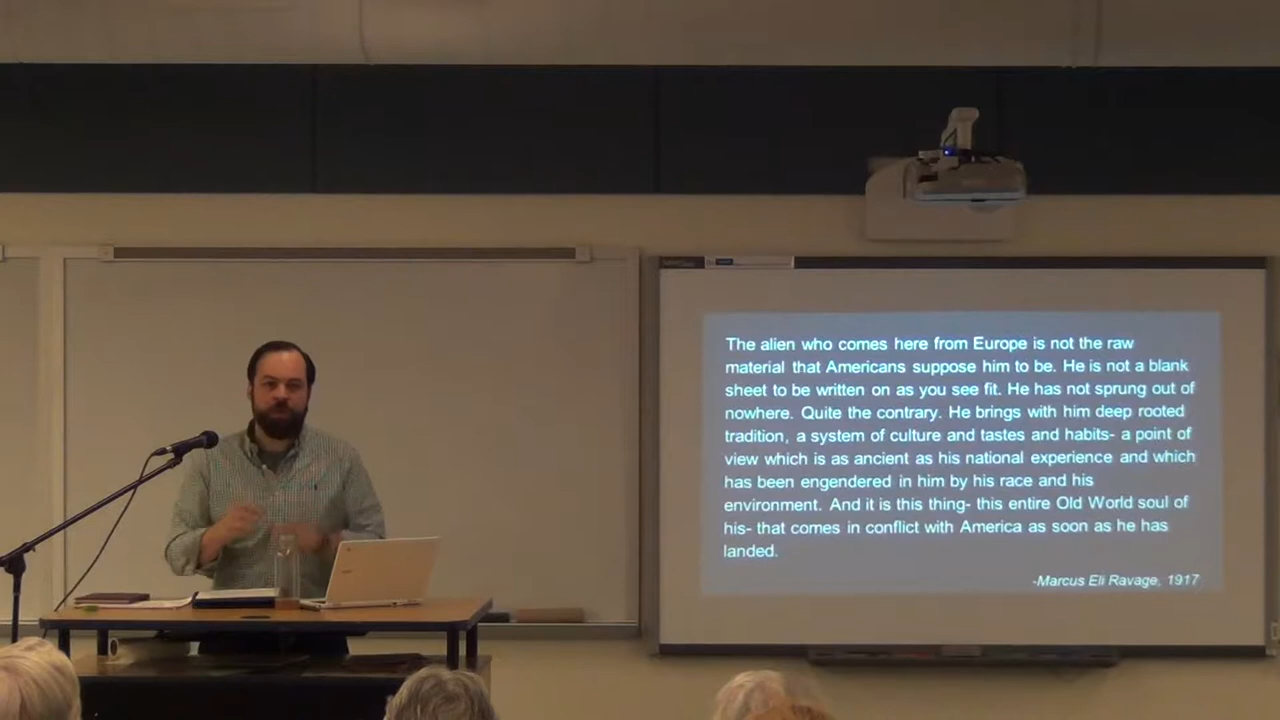 The alien who comes here from Europe is not the raw
material that Americans suppose him to be. He is not a blank
sheet to be written on as you see fit. He has not sprung out of
nowhere. Quite the contrary. He brings with him deep rooted
tradition, a system of culture and tastes and habits- a point of
view which is as ancient as his national experience and which
has been engendered in him by his race and his
environment. And it is this thing- this entire Old World soul of
his- that comes in conflict with America as soon as he has
landed.
-Marcus Eli Ravage, 1917